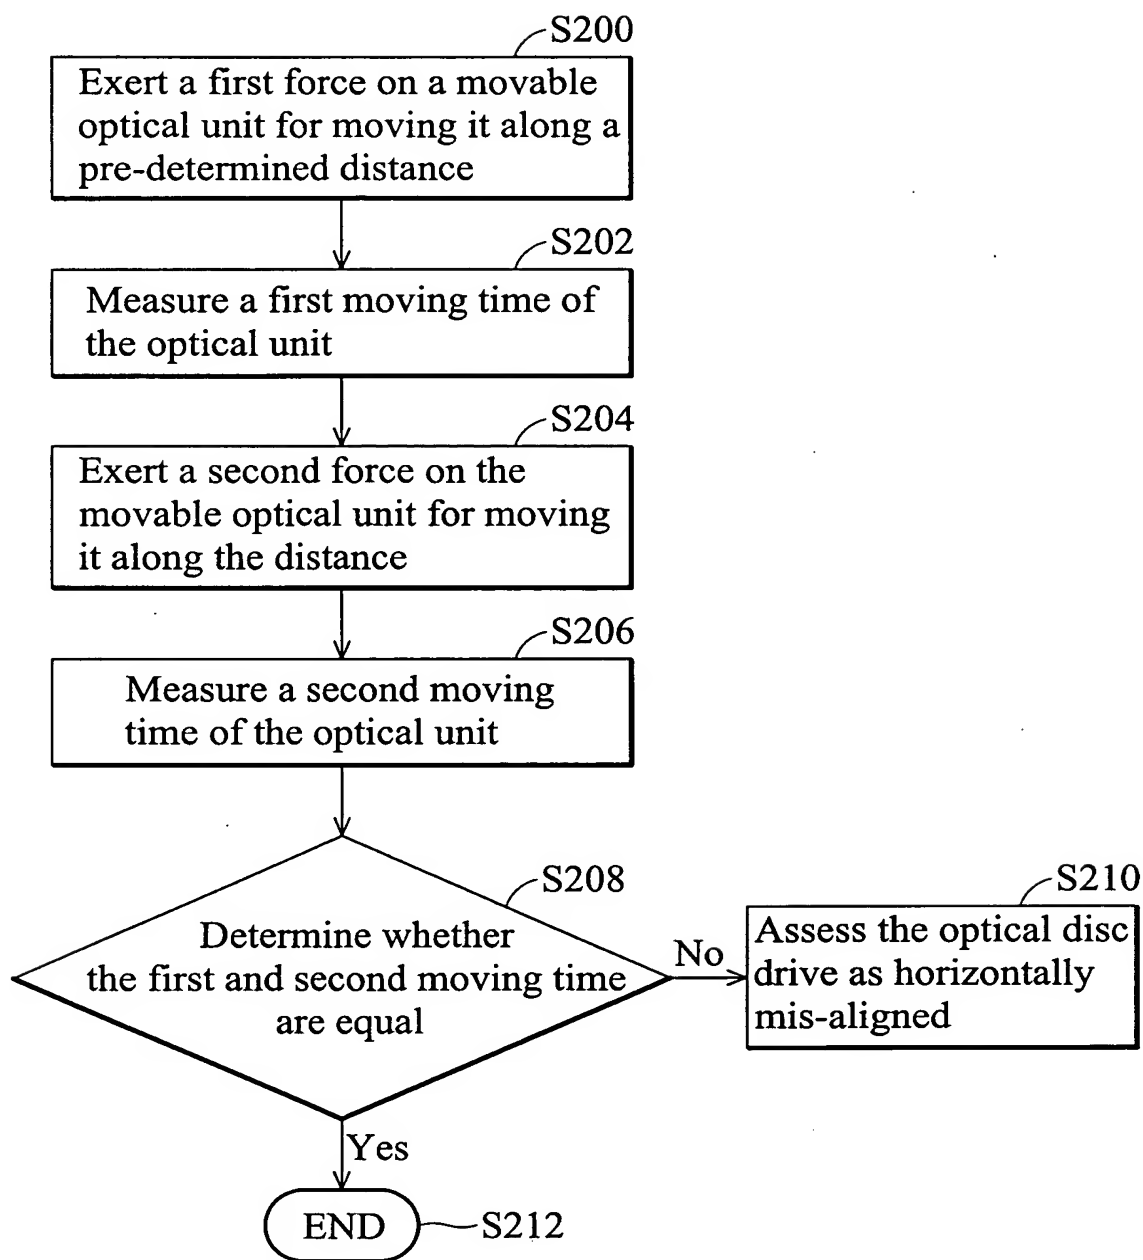 S200
Exert a first force on a movable
optical unit for moving it along a
pre-determined distance
S202
Measure a first moving time of
the optical unit
S204
Exert a second force on the
movable optical unit for moving
it along the distance
S206
Measure a second moving
time of the optical unit
S208
Determine whether
the first and second moving time
are equal
No
S210
Assess the optical disc
drive as horizontally
mis-aligned
Yes
END
S212